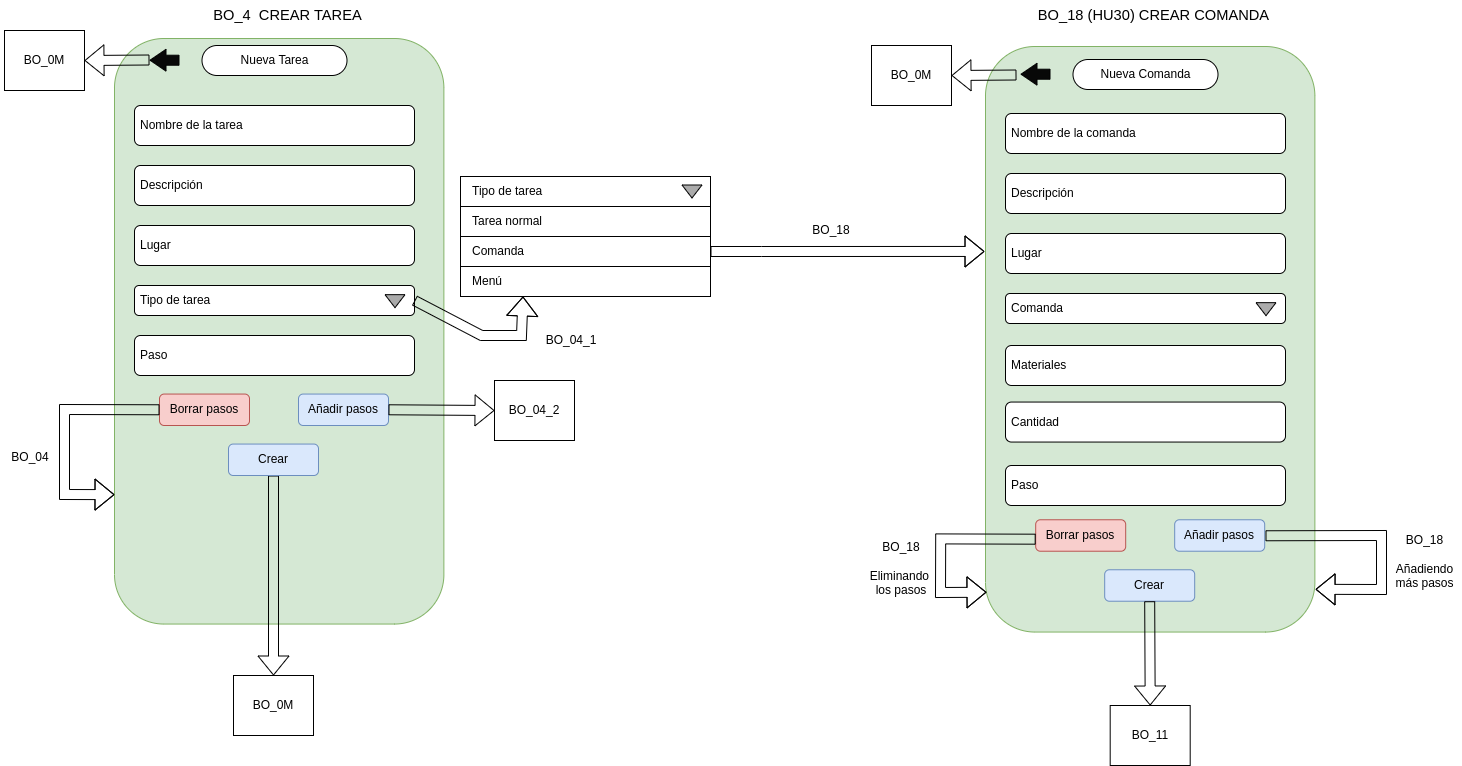 BO_4  CREAR TAREA
BO_0M
Nueva Tarea
Nombre de la tarea
Descripción
Lugar
Tipo de tarea
Paso
Borrar pasos
Añadir pasos
BO_04
Crear
BO_0M
BO_04_2
Tipo de tarea
Tarea normal
Comanda
Menú
BO_04_1
BO_18
BO_18 (HU30) CREAR COMANDA
BO_0M
Nueva Comanda
Nombre de la comanda
Descripción
Lugar
Comanda
Materiales
Cantidad
Paso
Borrar pasos
Añadir pasos
BO_18
Eliminando
los pasos
BO_18
Añadiendo
más pasos
Crear
BO_11